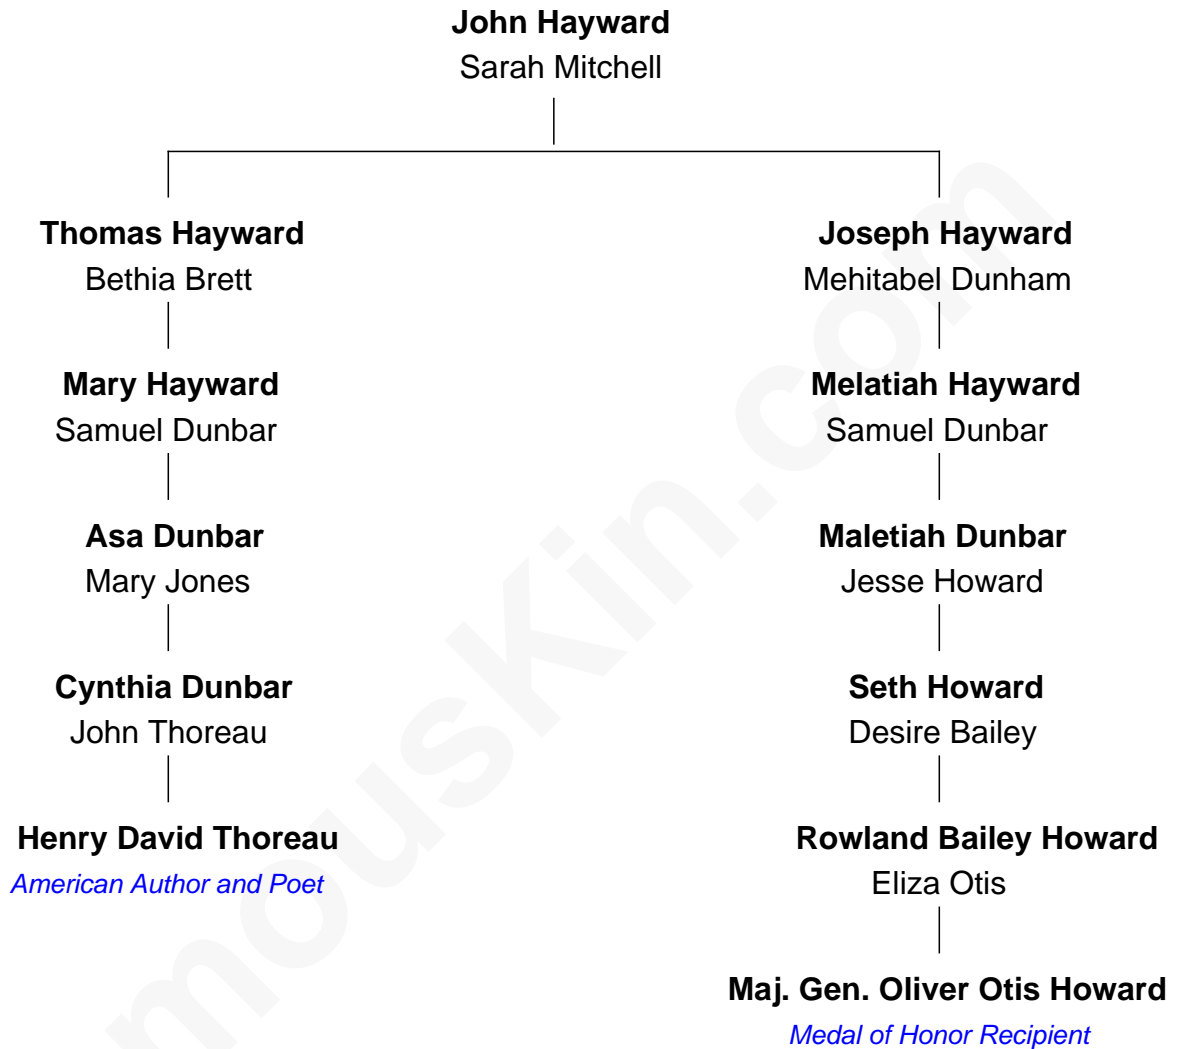 John Hayward
Sarah Mitchell
Thomas Hayward
Bethia Brett
Joseph Hayward
Mehitabel Dunham
Mary Hayward
Samuel Dunbar
Melatiah Hayward
Samuel Dunbar
Asa Dunbar
Mary Jones
Maletiah Dunbar
Jesse Howard
Cynthia Dunbar
John Thoreau
Seth Howard
Desire Bailey
Henry David Thoreau
American Author and Poet
Rowland Bailey Howard
Eliza Otis
Maj. Gen. Oliver Otis Howard
Medal of Honor Recipient
mousKin.com